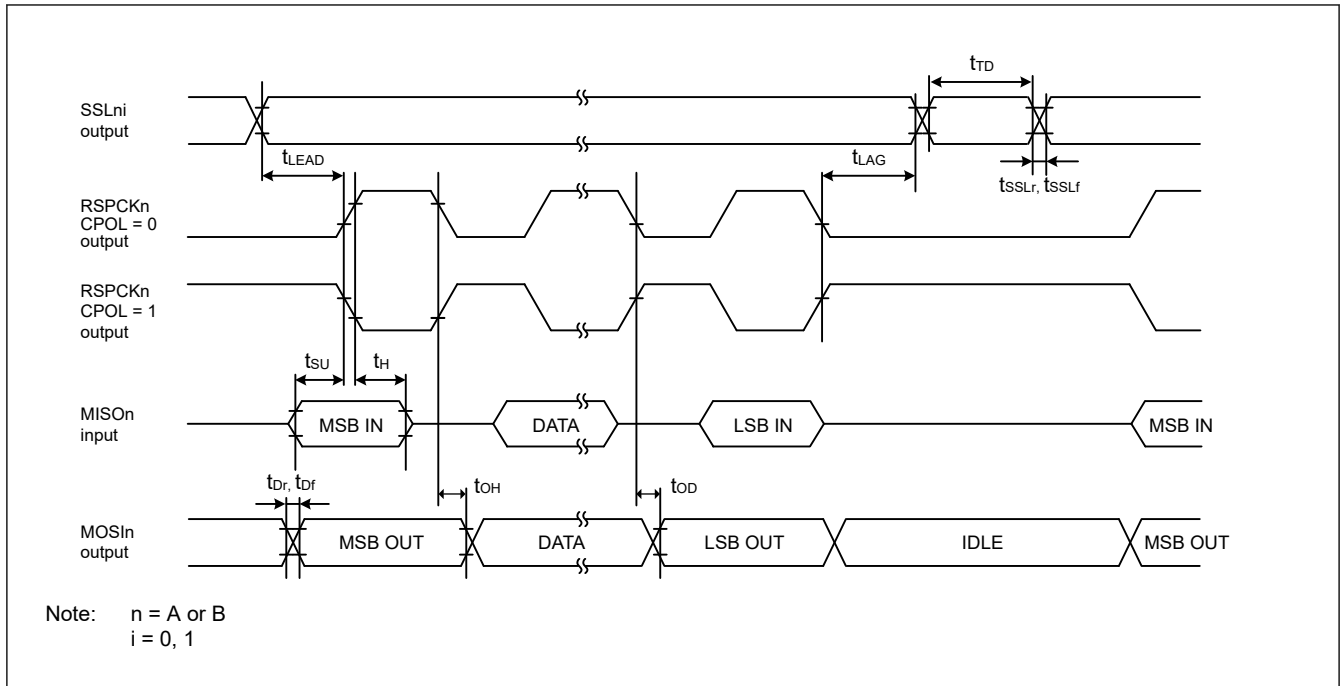 tTD
SSLni
output
tLEAD
tLAG
tSSLr, tSSLf
RSPCKn
CPOL = 0
output
RSPCKn
CPOL = 1
output
tSU
tH
MISOn
input
MSB IN
DATA
LSB IN
MSB IN
tDr, tDf
tOH
tOD
MOSIn
output
MSB OUT
DATA
LSB OUT
IDLE
MSB OUT
Note: n = A or B
i = 0, 1